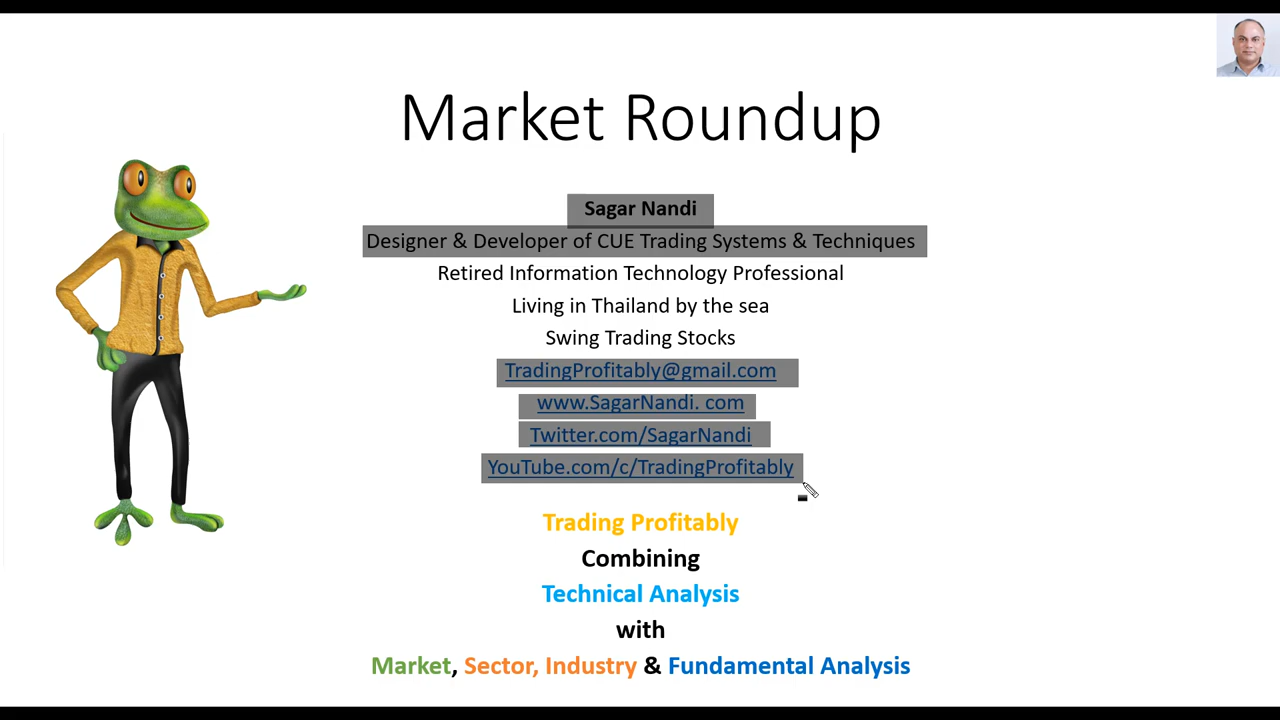 Market Roundup
Sagar Nandi
Designer & Developer of CUE Trading Systems & Techniques
Retired Information Technology Professional
Living in Thailand by the sea
Swing Trading Stocks
TradingProfitably@gmail.com
www.SagarNandi. com
Twitter.com/SagarNandi
YouTube.com/c/TradingProfitably
Trading Profitably
Combining
Technical Analysis
with
Market, Sector, Industry & Fundamental Analysis